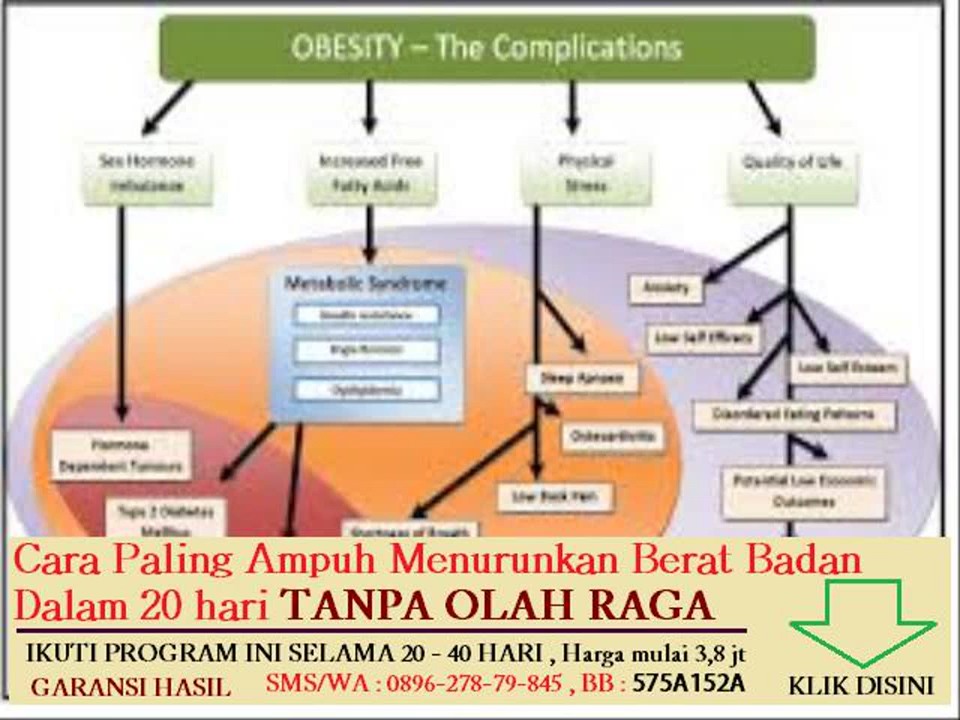 OBESITY – The Complications
Sex Hormone
Imbalance
Increased Free
Fatty Acids
Physical
Stress
Quality of Life
Metabolic Syndrome
Anxiety
Low Self Efficacy
Sleep Apnoea
Low Self Esteem
Disordered Eating Patterns
Osteoarthritis
Hormone
Dependent Tumours
Low Back Pain
Potential Low Economic
Outcomes
Type 2 Diabetes
Mellitus
Shortness of Breath
Cara Paling Ampuh Menurunkan Berat Badan
Dalam 20 hari TANPA OLAH RAGA
IKUTI PROGRAM INI SELAMA 20 - 40 HARI , Harga mulai 3,8 jt
GARANSI HASIL SMS/WA : 0896-278-79-845 , BB : 575A152A
KLIK DISINI